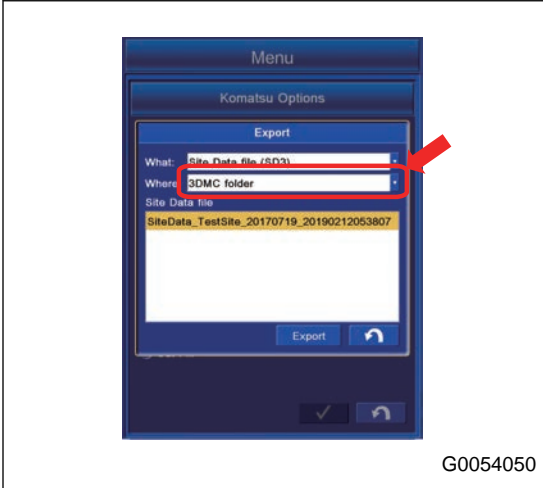 Menu
Komatsu Options
Export
What: Site Data file (SD3)
Where 3DMC folder
Site Data file
SiteData_TestSite_20170719_20190212053807
Export
G0054050